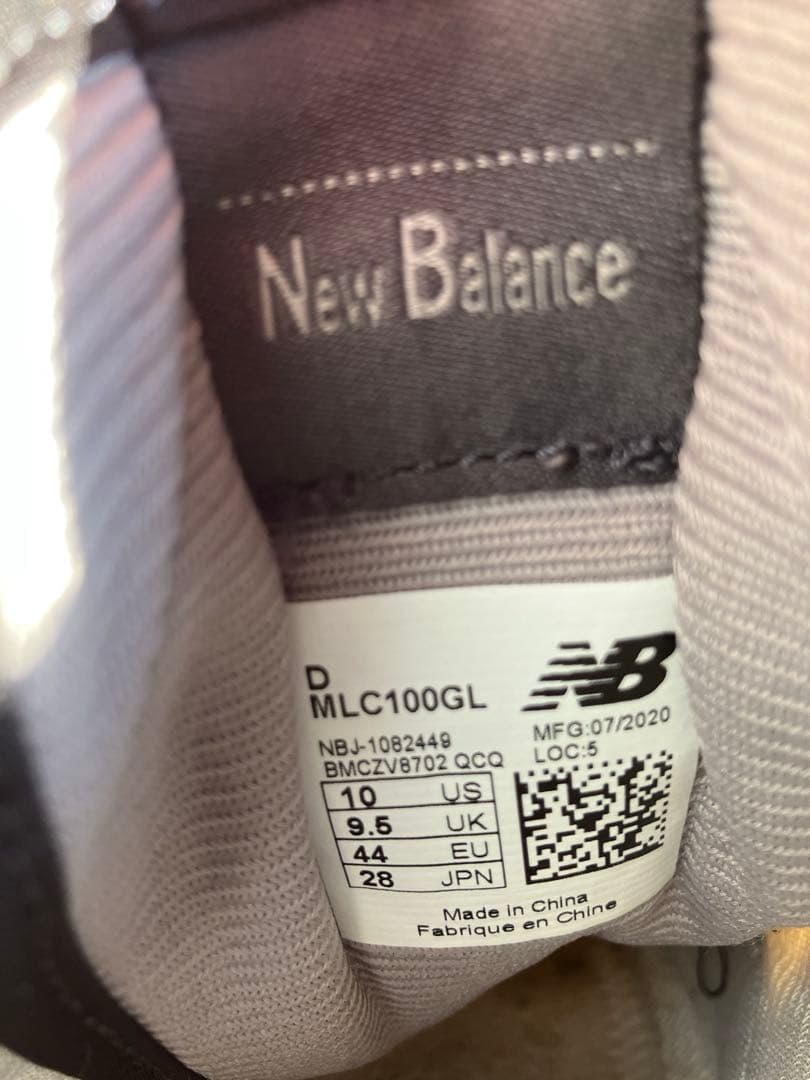 New Balance
D
MLC100GL
NB
NBJ-1082449
BMCZV8702 QCQ
MFG:07/2020
LOC:5
10 US
9.5 UK
44 EU
28 JPN
Made in China
Fabrique en Chine